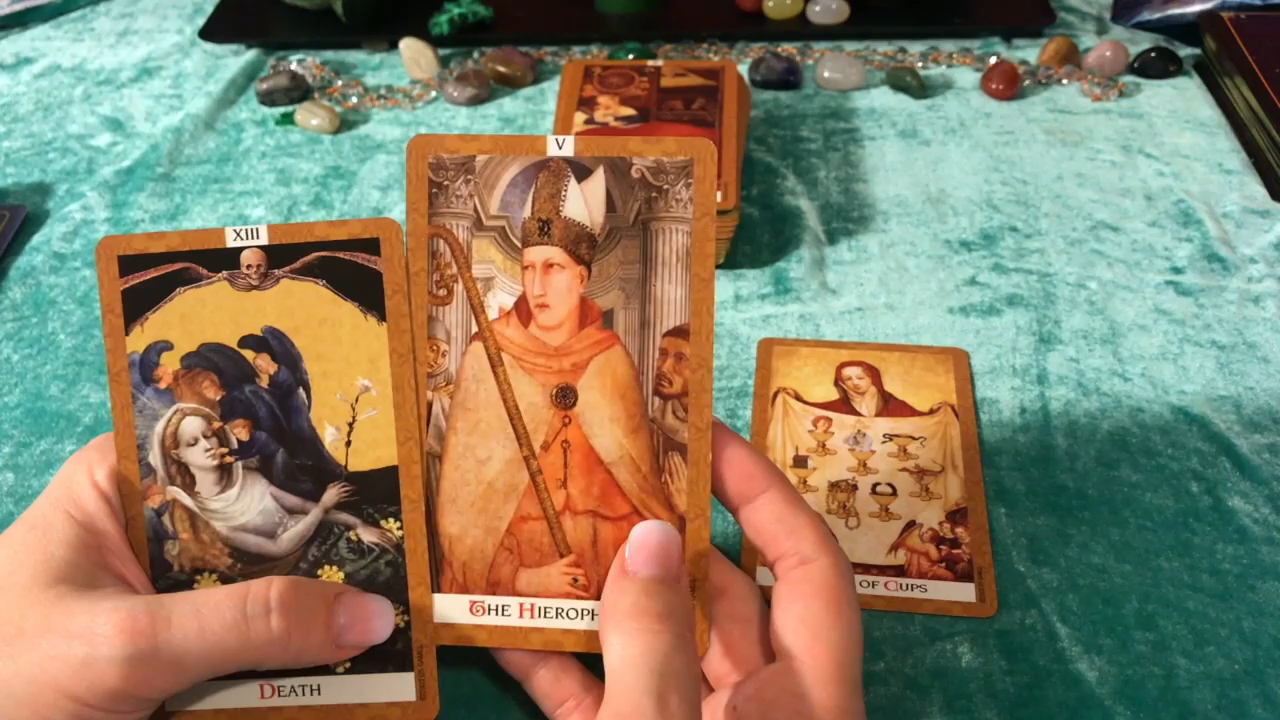 XIII
DEATH
V
THE HIEROPH
OF CUPS